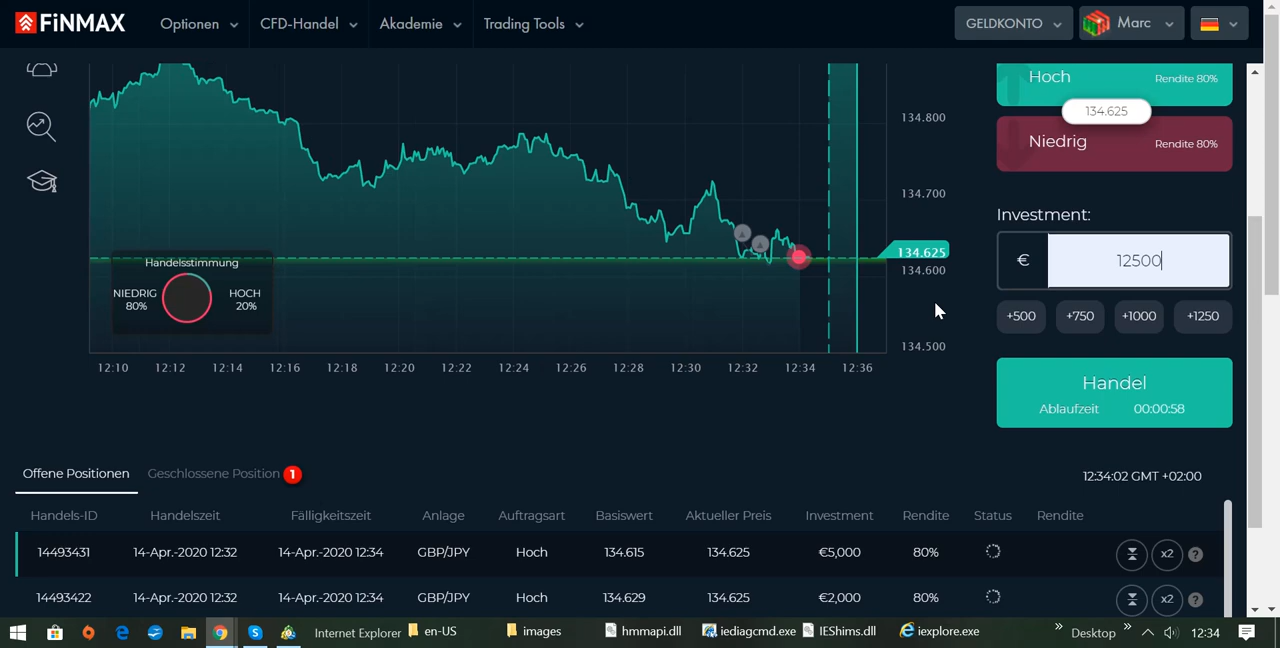 FiNMAX Optionen CFD-Handel Akademie Trading Tools GELDKONTO Marc
Hoch Rendite 80%
134.625
Niedrig Rendite 80%
134.800
134.700
134.625
134.600
134.500
Handelsstimmung
NIEDRIG 80%
HOCH 20%
12:10 12:12 12:14 12:16 12:18 12:20 12:22 12:24 12:26 12:28 12:30 12:32 12:34 12:36
Investment:
€ 12500
+500 +750 +1000 +1250
Handel
Ablaufzeit 00:00:58
Offene Positionen Geschlossene Position 1 12:34:02 GMT +02:00
Handels-ID Handelszeit Fälligkeitszeit Anlage Auftragsart Basiswert Aktueller Preis Investment Rendite Status Rendite
14493431 14-Apr.-2020 12:32 14-Apr.-2020 12:34 GBP/JPY Hoch 134.615 134.625 €5,000 80% x2 ?
14493422 14-Apr.-2020 12:32 14-Apr.-2020 12:34 GBP/JPY Hoch 134.629 134.625 €2,000 80% x2 ?
Internet Explorer en-US images hmmapi.dll iediagcmd.exe IEShims.dll iexplore.exe » Desktop » 12:34